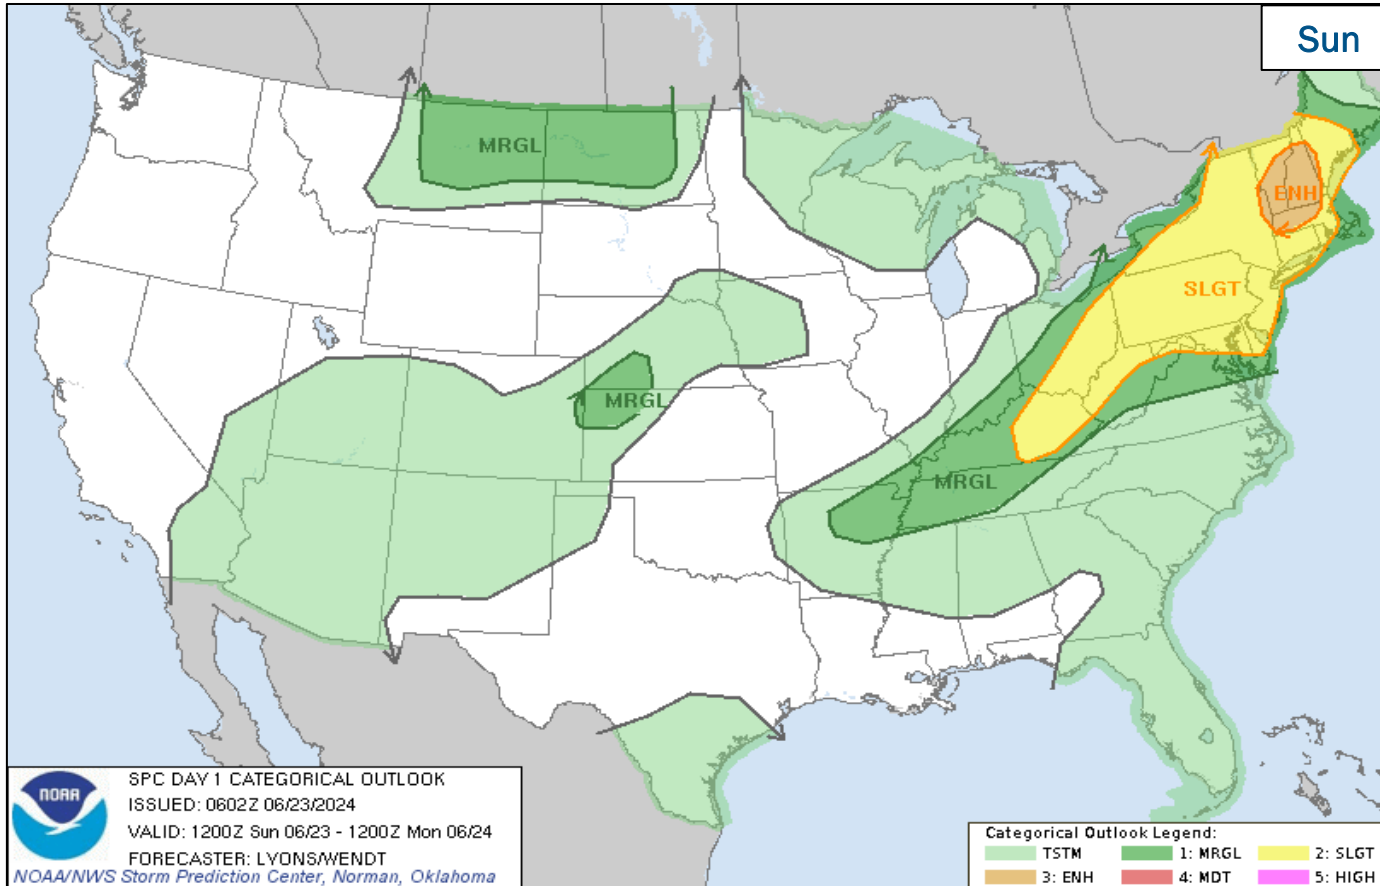 Sun
MRGL
ENH
SLGT
MRGL
MRGL
NOAA
SPC DAY 1 CATEGORICAL OUTLOOK
ISSUED: 0602Z 06/23/2024
VALID: 1200Z Sun 06/23 - 1200Z Mon 06/24
FORECASTER: LYONS/WENDT
NOAA/NWS Storm Prediction Center, Norman, Oklahoma
Categorical Outlook Legend:
TSTM 1: MRGL 2: SLGT
3: ENH 4: MDT 5: HIGH